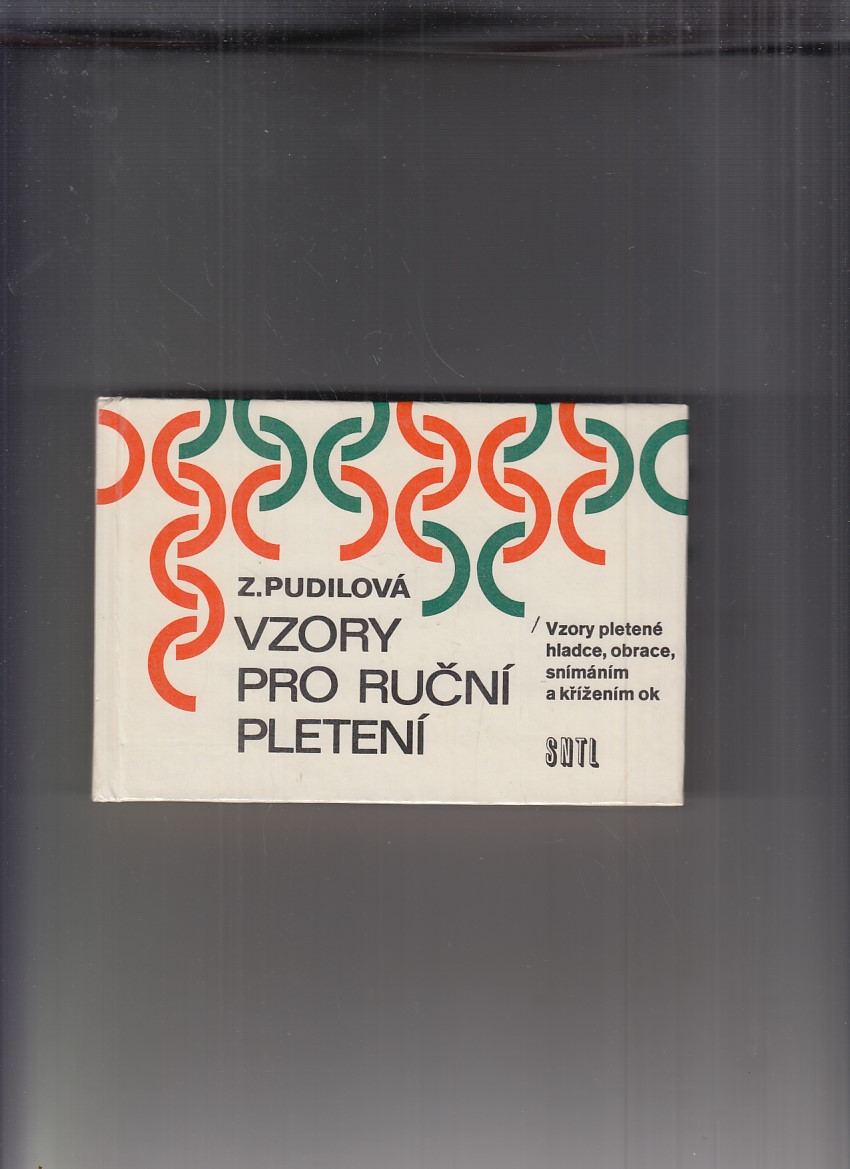 Z.PUDILOVÁ
VZORY
PRO RUČNÍ
PLETENÍ
/ Vzory pletené
hladce, obrace,
snímáním
a křížením ok
SNTL